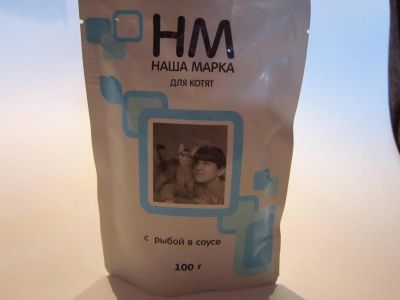 НМ
НАША МАРКА
ДЛЯ КОТЯТ
с рыбой в соусе
100 г